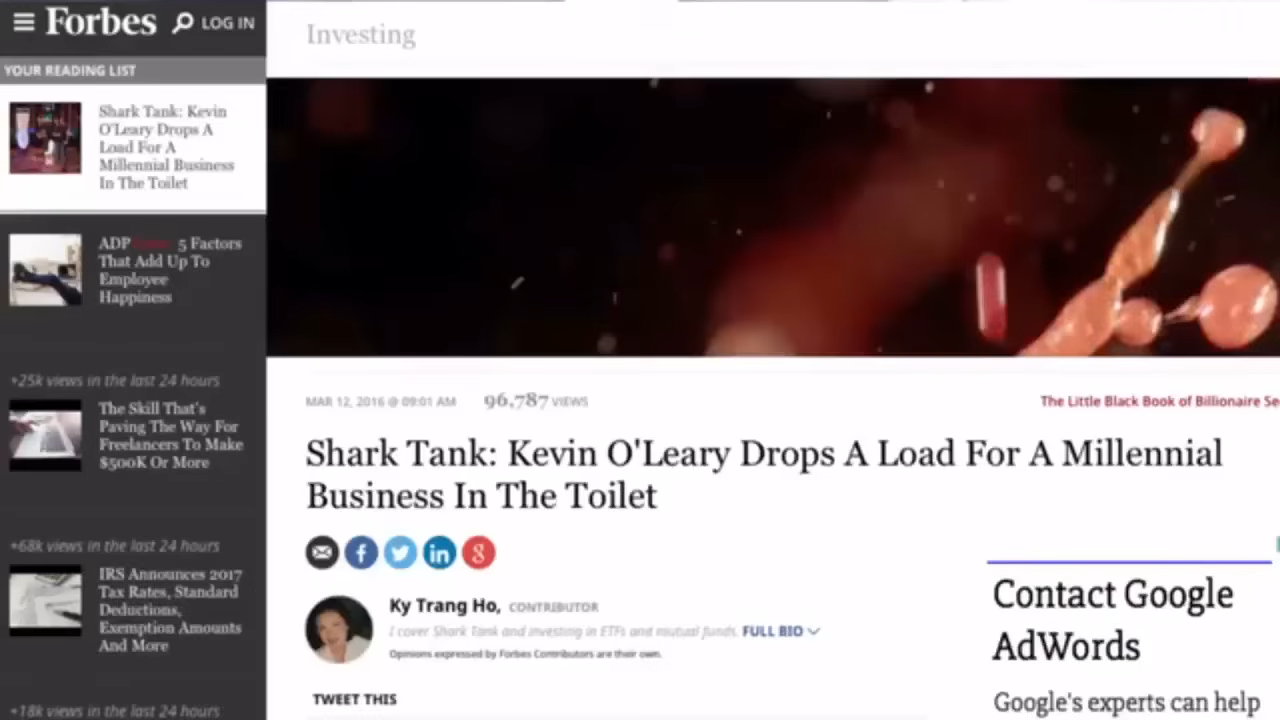 Forbes
LOG IN
YOUR READING LIST
Shark Tank: Kevin
O'Leary Drops A
Load For A
Millennial Business
In The Toilet
ADP 5 Factors
That Add Up To
Employee
Happiness
+25k views in the last 24 hours
The Skill That's
Paving The Way For
Freelancers To Make
$500K Or More
+68k views in the last 24 hours
IRS Announces 2017
Tax Rates, Standard
Deductions,
Exemption Amounts
And More
+18k views in the last 24 hours
Investing
MAR 12, 2016 @ 09:01 AM 96,787 VIEWS
The Little Black Book of Billionaire Se
Shark Tank: Kevin O'Leary Drops A Load For A Millennial
Business In The Toilet
in
Ky Trang Ho, CONTRIBUTOR
I cover Shark Tank and investing in ETFs and mutual funds. FULL BIO
Opinions expressed by Forbes Contributors are their own.
TWEET THIS
Contact Google
AdWords
Google's experts can help